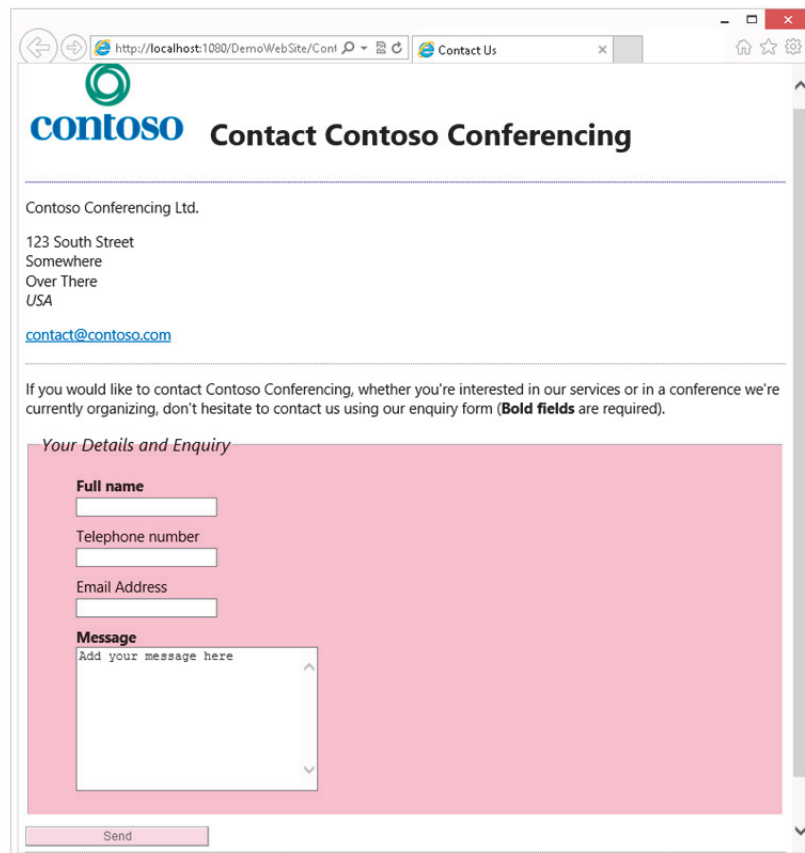 http://localhost:1080/DemoWebSite/Cont
Contact Us
contoso
Contact Contoso Conferencing
Contoso Conferencing Ltd.
123 South Street
Somewhere
Over There
USA
contact@contoso.com
If you would like to contact Contoso Conferencing, whether you're interested in our services or in a conference we're
currently organizing, don't hesitate to contact us using our enquiry form (Bold fields are required).
Your Details and Enquiry
Full name
Telephone number
Email Address
Message
Add your message here
Send